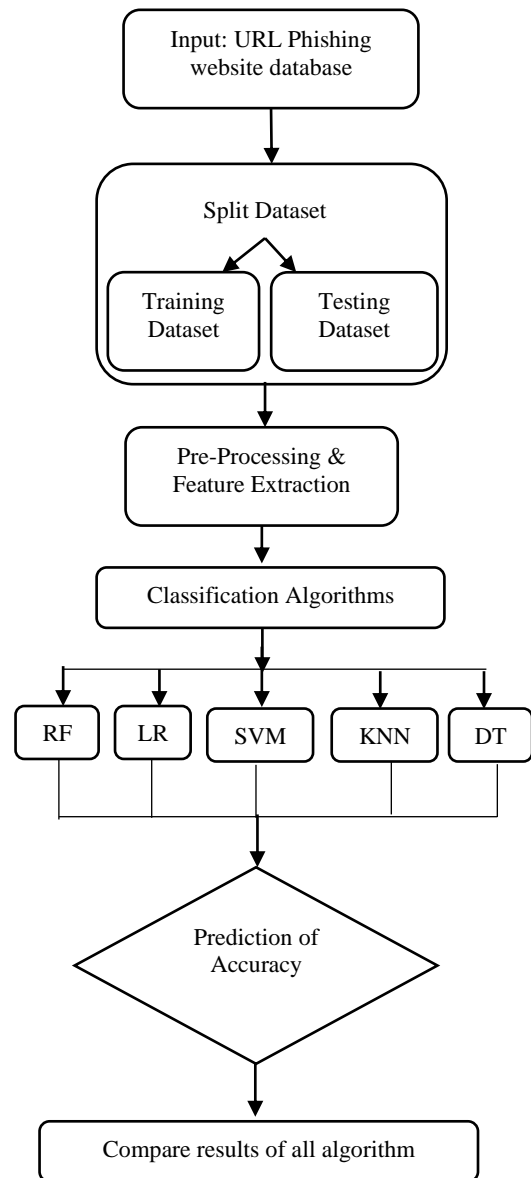 Input: URL Phishing
website database
Split Dataset
Training
Dataset
Testing
Dataset
Pre-Processing &
Feature Extraction
Classification Algorithms
RF
LR
SVM
KNN
DT
Prediction of
Accuracy
Compare results of all algorithm